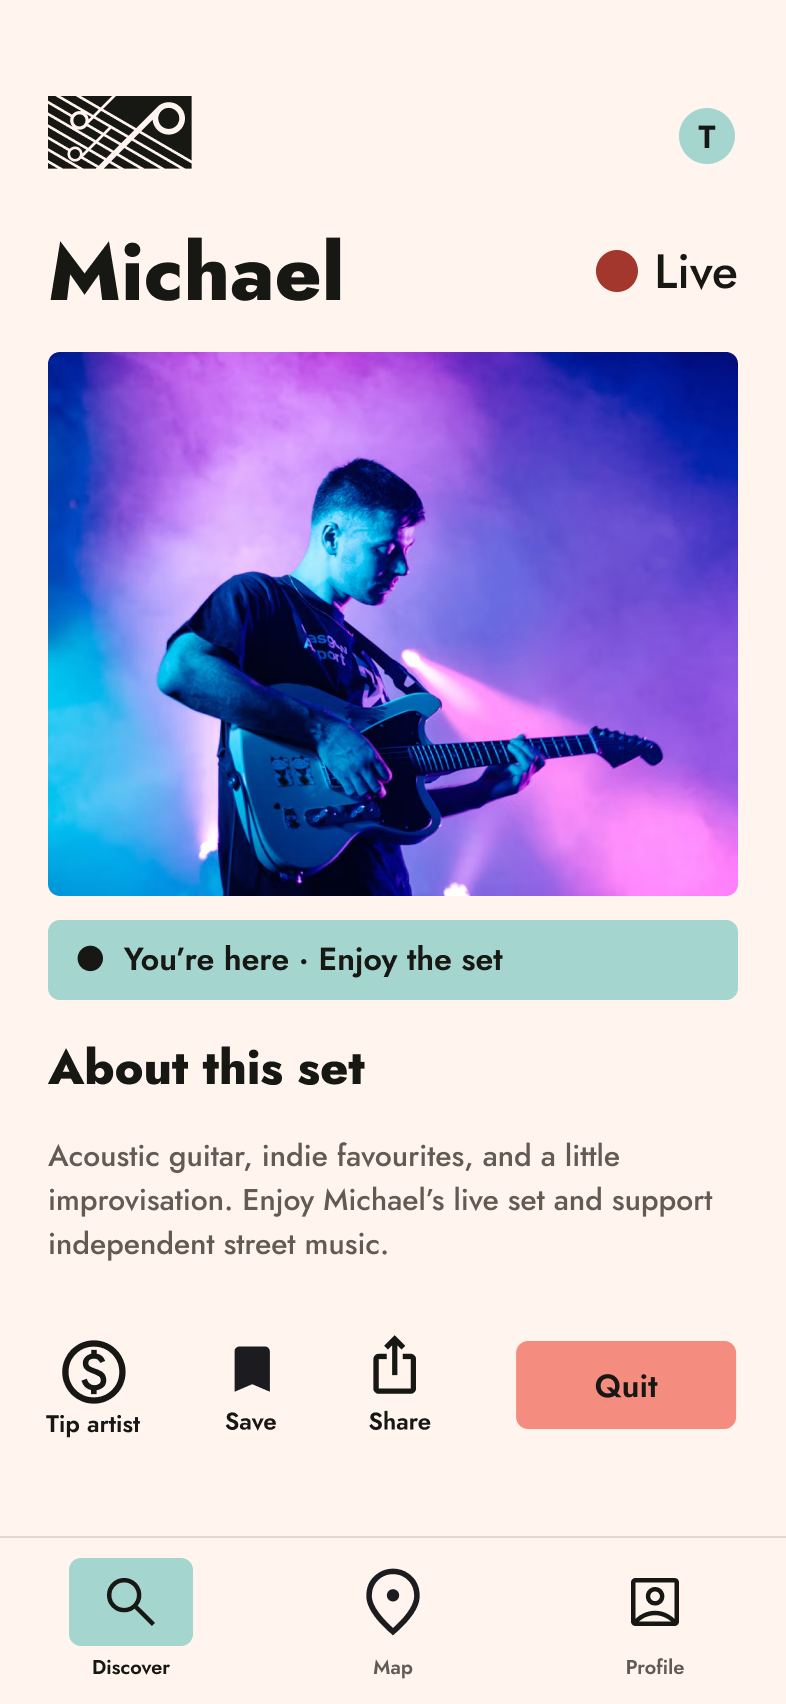 T
Michael
Live
You’re here · Enjoy the set
About this set
Acoustic guitar, indie favourites, and a little
improvisation. Enjoy Michael’s live set and support
independent street music.
Tip artist
Save
Share
Quit
Discover
Map
Profile